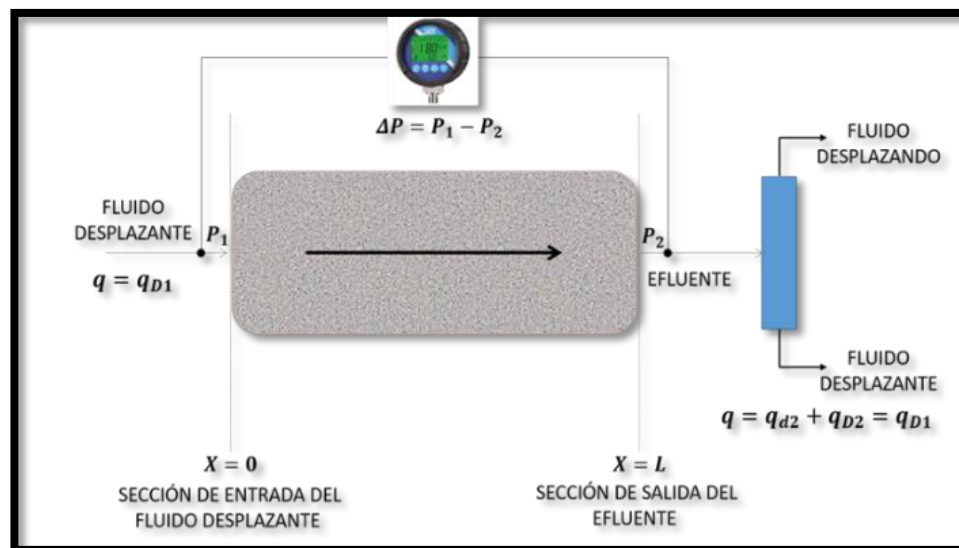 180
ΔP = P₁ − P₂
FLUIDO
DESPLAZANTE
P₁
q = q_D1
P₂
EFLUENTE
FLUIDO
DESPLAZANDO
FLUIDO
DESPLAZANTE
q = q_d2 + q_D2 = q_D1
X = 0
SECCIÓN DE ENTRADA DEL
FLUIDO DESPLAZANTE
X = L
SECCIÓN DE SALIDA DEL
EFLUENTE